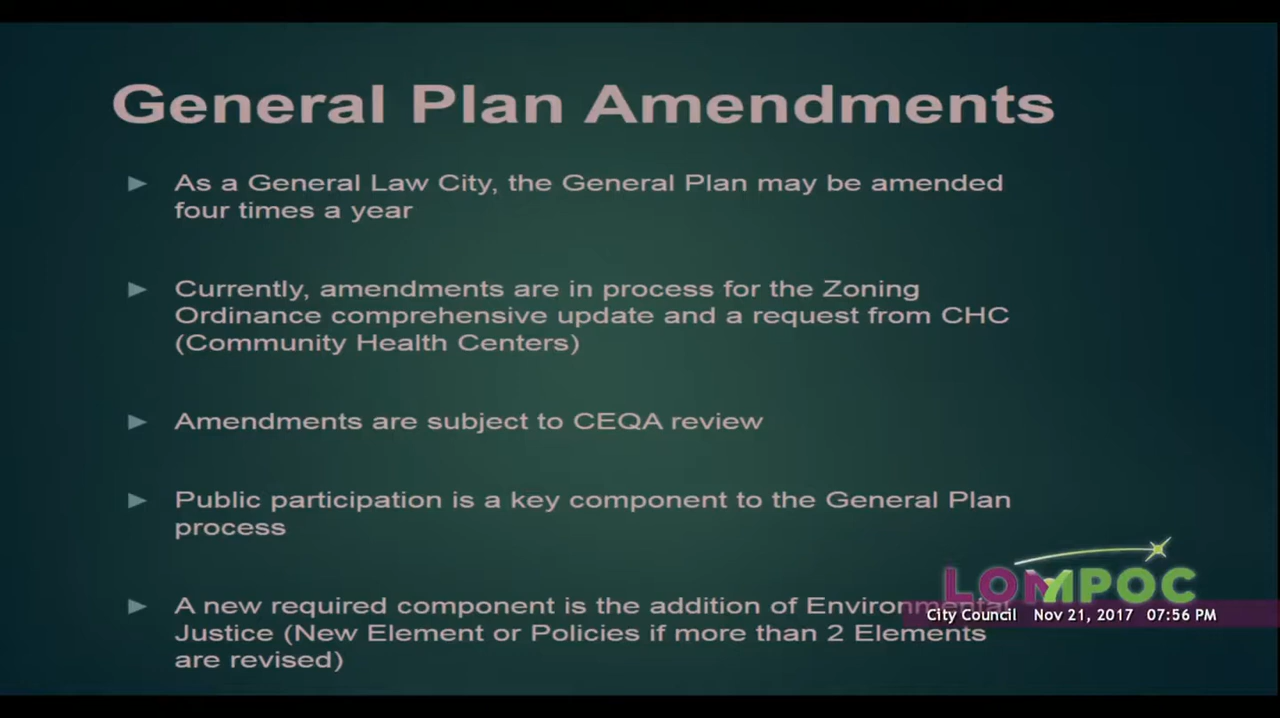 General Plan Amendments
As a General Law City, the General Plan may be amended
four times a year
Currently, amendments are in process for the Zoning
Ordinance comprehensive update and a request from CHC
(Community Health Centers)
Amendments are subject to CEQA review
Public participation is a key component to the General Plan
process
A new required component is the addition of Environmental
Justice (New Element or Policies if more than 2 Elements
are revised)
LOMPOC
City Council Nov 21, 2017 07:56 PM